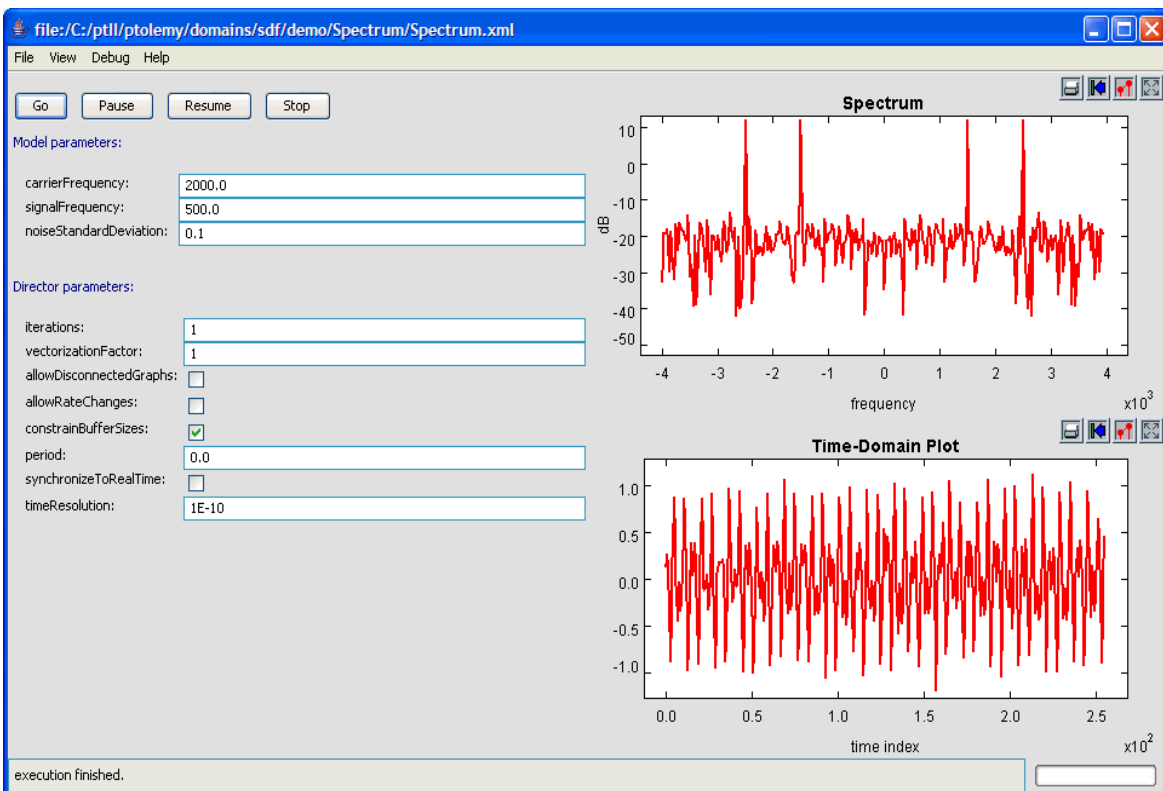 file:/C:/ptII/ptolemy/domains/sdf/demo/Spectrum/Spectrum.xml
File View Debug Help
Go Pause Resume Stop
Model parameters:
carrierFrequency: 2000.0
signalFrequency: 500.0
noiseStandardDeviation: 0.1
Director parameters:
iterations: 1
vectorizationFactor: 1
allowDisconnectedGraphs:
allowRateChanges:
constrainBufferSizes:
period: 0.0
synchronizeToRealTime:
timeResolution: 1E-10
Spectrum
10
0
-10
-20
-30
-40
-50
dB
-4 -3 -2 -1 0 1 2 3 4
frequency x10^3
Time-Domain Plot
1.0
0.5
0.0
-0.5
-1.0
0.0 0.5 1.0 1.5 2.0 2.5
time index x10^2
execution finished.